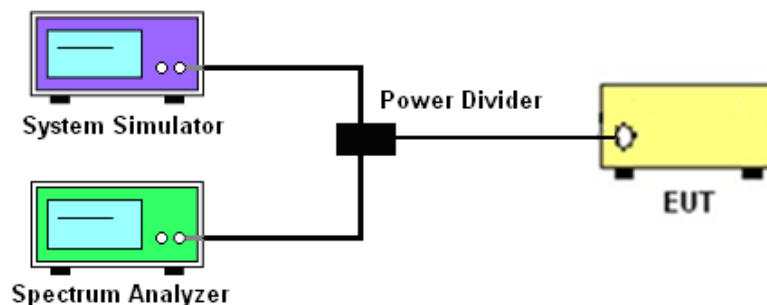 System Simulator
Power Divider
EUT
Spectrum Analyzer